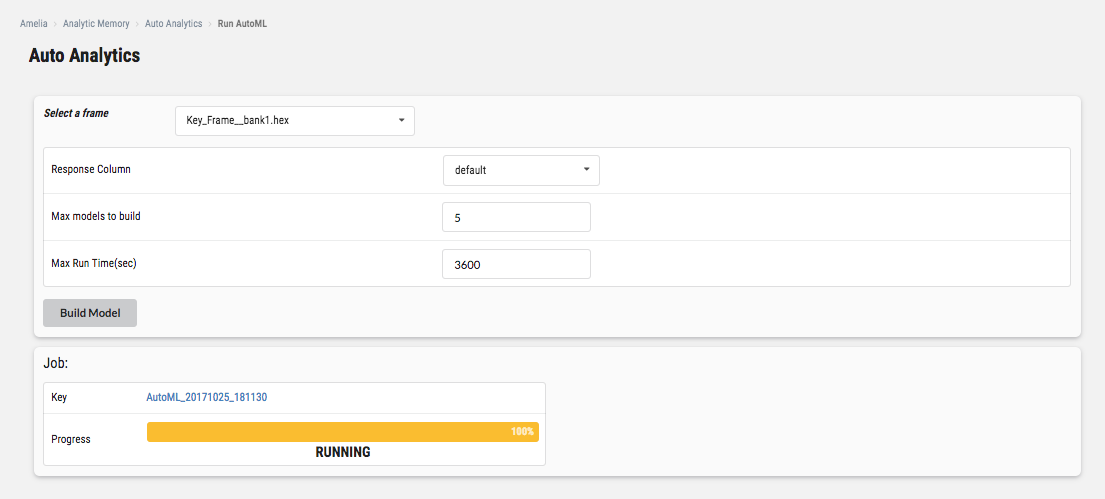 Amelia › Analytic Memory › Auto Analytics › Run AutoML
Auto Analytics
Select a frame Key_Frame__bank1.hex
Response Column default
Max models to build 5
Max Run Time(sec) 3600
Build Model
Job:
Key AutoML_20171025_181130
Progress 100%
RUNNING